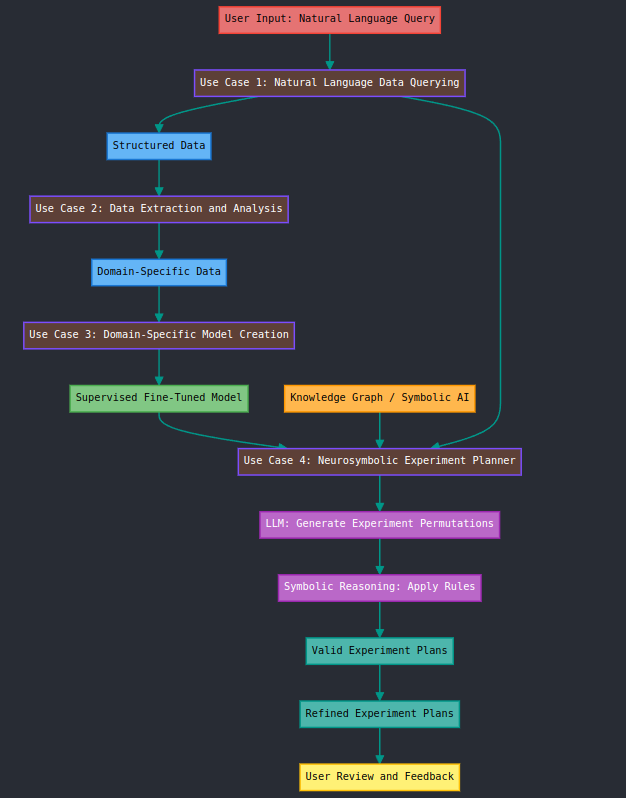 User Input: Natural Language Query
Use Case 1: Natural Language Data Querying
Structured Data
Use Case 2: Data Extraction and Analysis
Domain-Specific Data
Use Case 3: Domain-Specific Model Creation
Supervised Fine-Tuned Model
Knowledge Graph / Symbolic AI
Use Case 4: Neurosymbolic Experiment Planner
LLM: Generate Experiment Permutations
Symbolic Reasoning: Apply Rules
Valid Experiment Plans
Refined Experiment Plans
User Review and Feedback